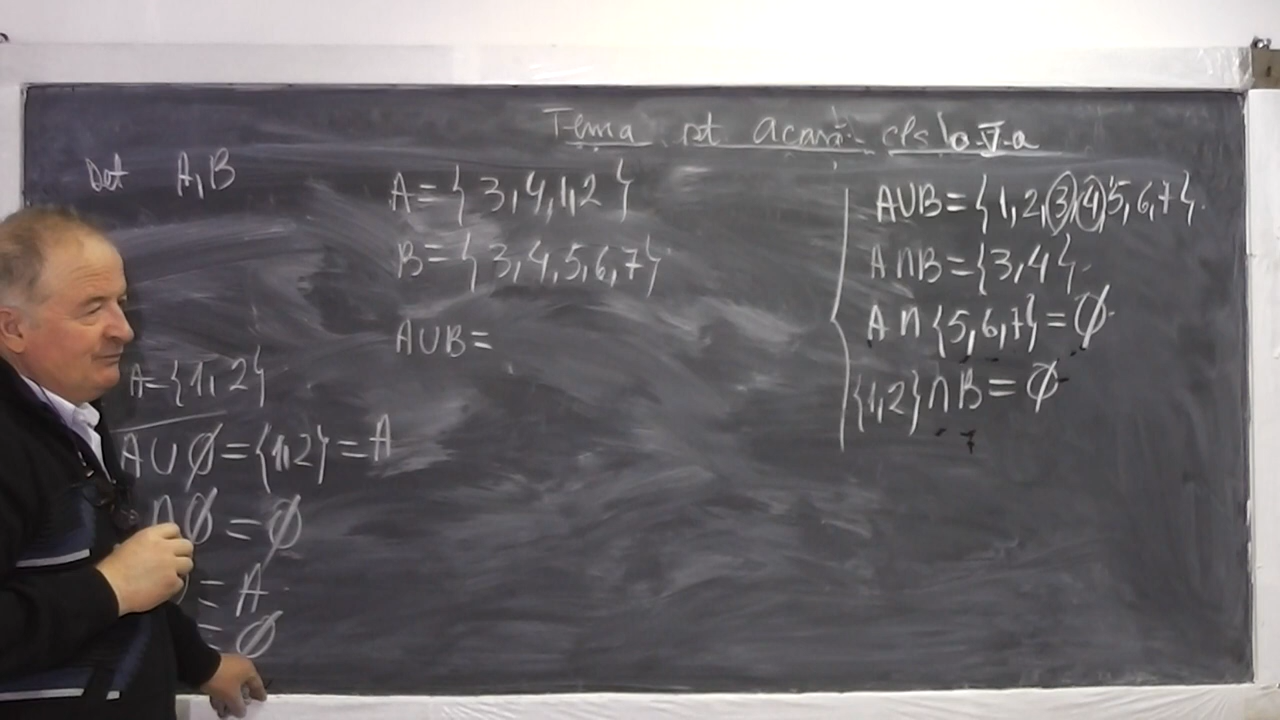 Tema pt acasă cls a V-a
Det A,B
A={3,4,1,2}
B={3,4,5,6,7}
A∪B=
A∪B={1,2,3,4,5,6,7}.
A∩B={3,4}.
A∩{5,6,7}=∅.
{1,2}∩B=∅
A={1,2}
A∪∅={1,2}=A
∩∅=∅
=A
=∅